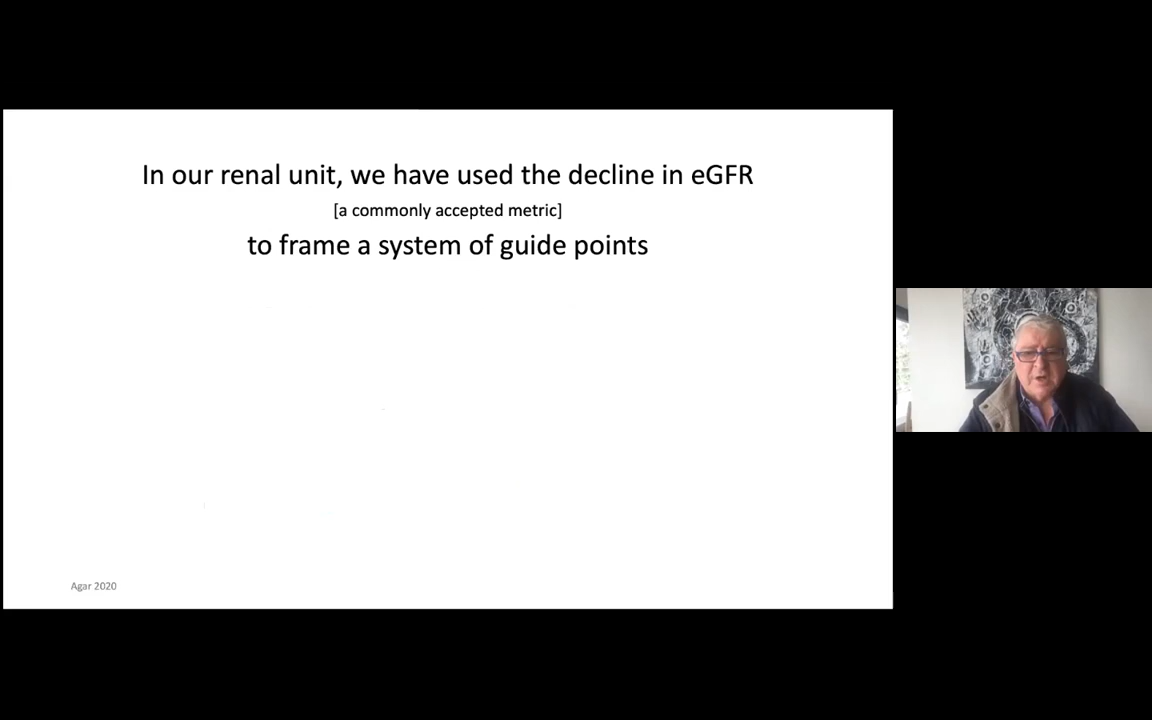 In our renal unit, we have used the decline in eGFR
[a commonly accepted metric]
to frame a system of guide points
Agar 2020